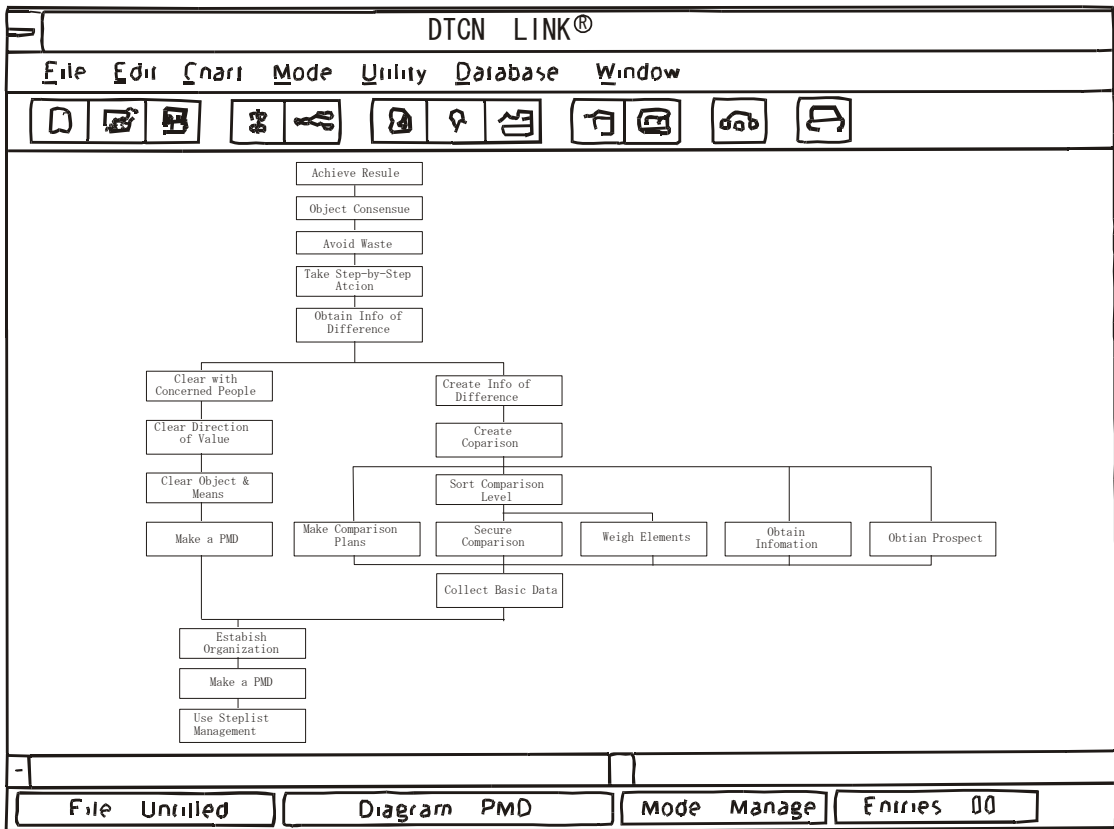 DTCN LINK®
File Edit Chart Mode Utility Database Window
Achieve Resule
Object Consensue
Avoid Waste
Take Step-by-Step
Atcion
Obtain Info of
Difference
Clear with
Concerned People
Create Info of
Difference
Clear Direction
of Value
Create
Coparison
Clear Object &
Means
Sort Comparison
Level
Make a PMD
Make Comparison
Plans
Secure
Comparison
Weigh Elements
Obtain
Infomation
Obtian Prospect
Collect Basic Data
Estabish
Organization
Make a PMD
Use Steplist
Management
File Untilled Diagram PMD Mode Manage Entries 00